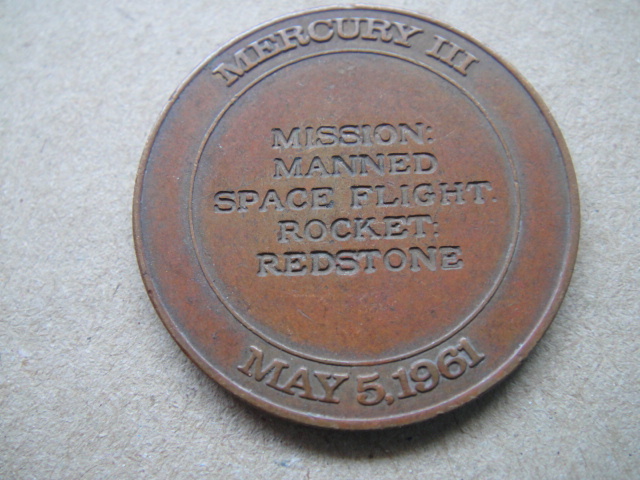 MERCURY III
MISSION:
MANNED
SPACE FLIGHT.
ROCKET:
REDSTONE
MAY 5, 1961